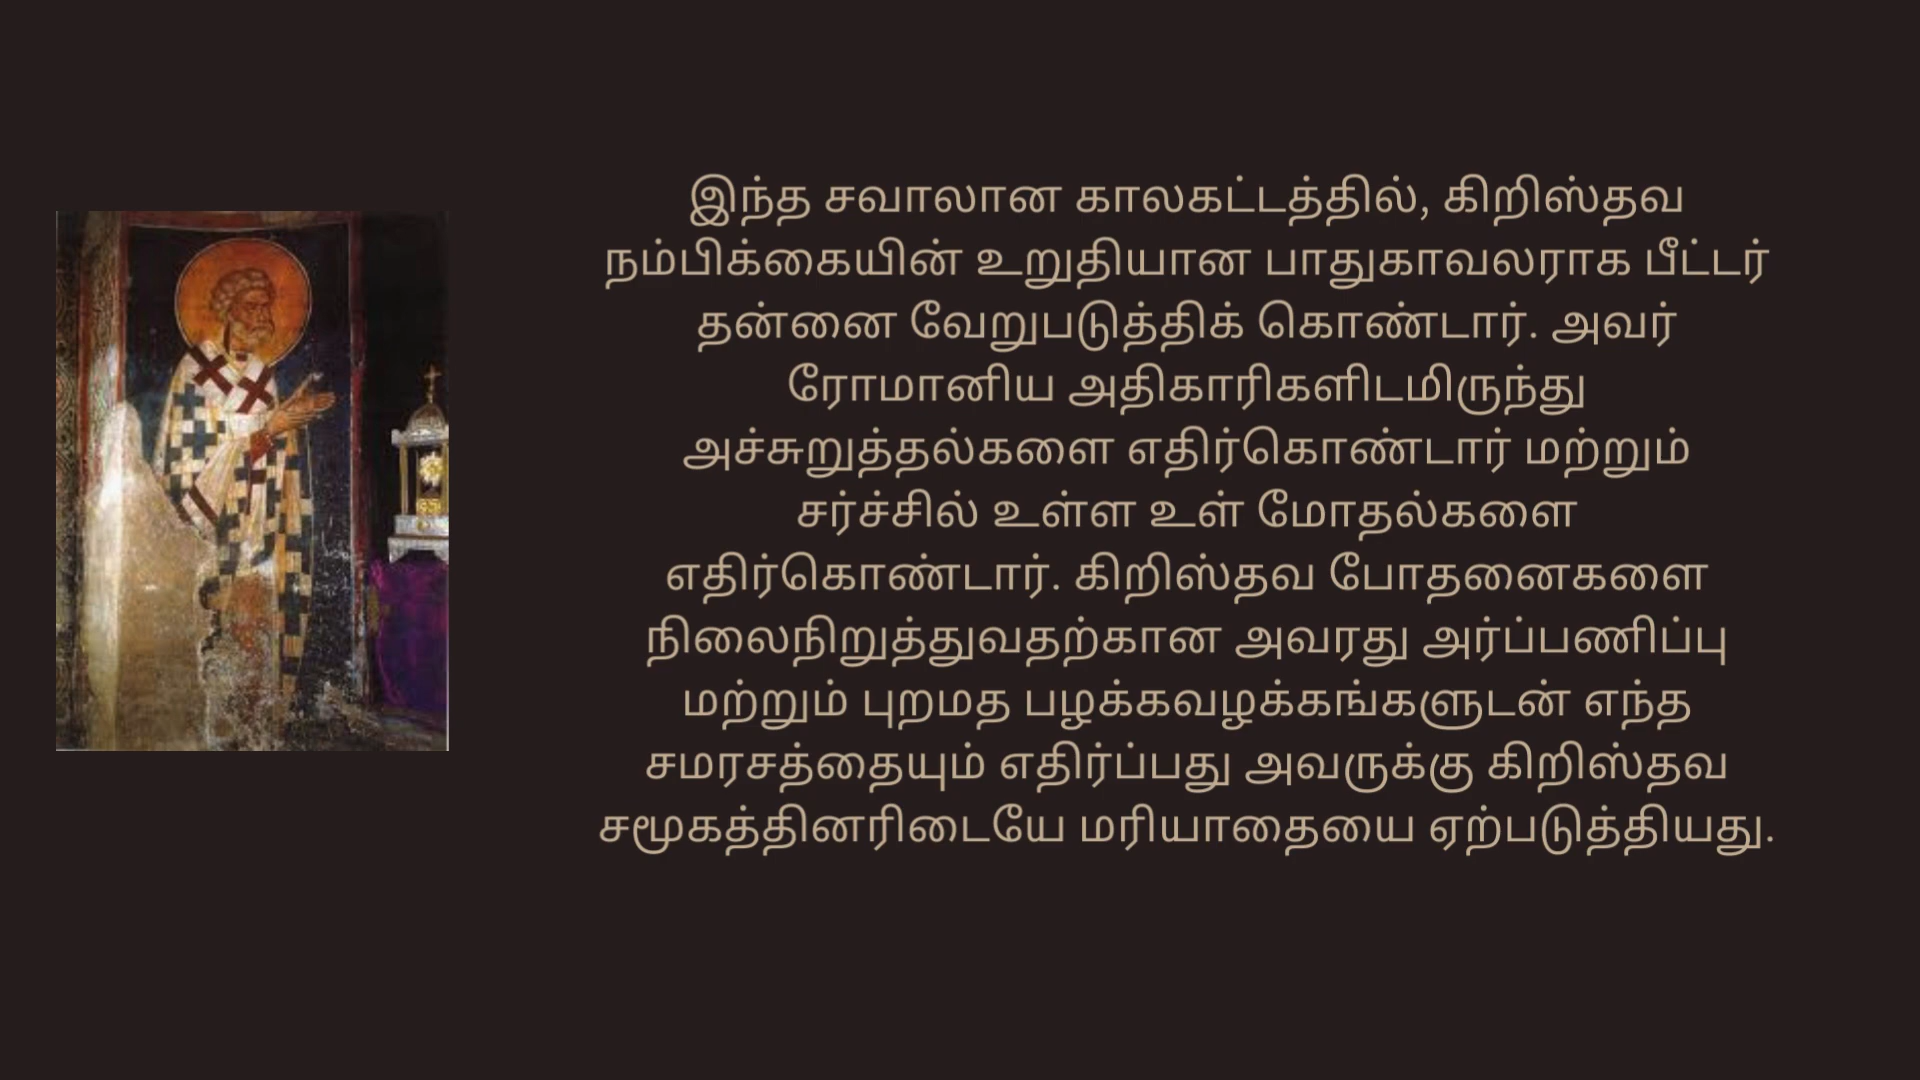 இந்த சவாலான காலகட்டத்தில், கிறிஸ்தவ
நம்பிக்கையின் உறுதியான பாதுகாவலராக பீட்டர்
தன்னை வேறுபடுத்திக் கொண்டார். அவர்
ரோமானிய அதிகாரிகளிடமிருந்து
அச்சுறுத்தல்களை எதிர்கொண்டார் மற்றும்
சர்ச்சில் உள்ள உள் மோதல்களை
எதிர்கொண்டார். கிறிஸ்தவ போதனைகளை
நிலைநிறுத்துவதற்கான அவரது அர்ப்பணிப்பு
மற்றும் புறமத பழக்கவழக்கங்களுடன் எந்த
சமரசத்தையும் எதிர்ப்பது அவருக்கு கிறிஸ்தவ
சமூகத்தினரிடையே மரியாதையை ஏற்படுத்தியது.